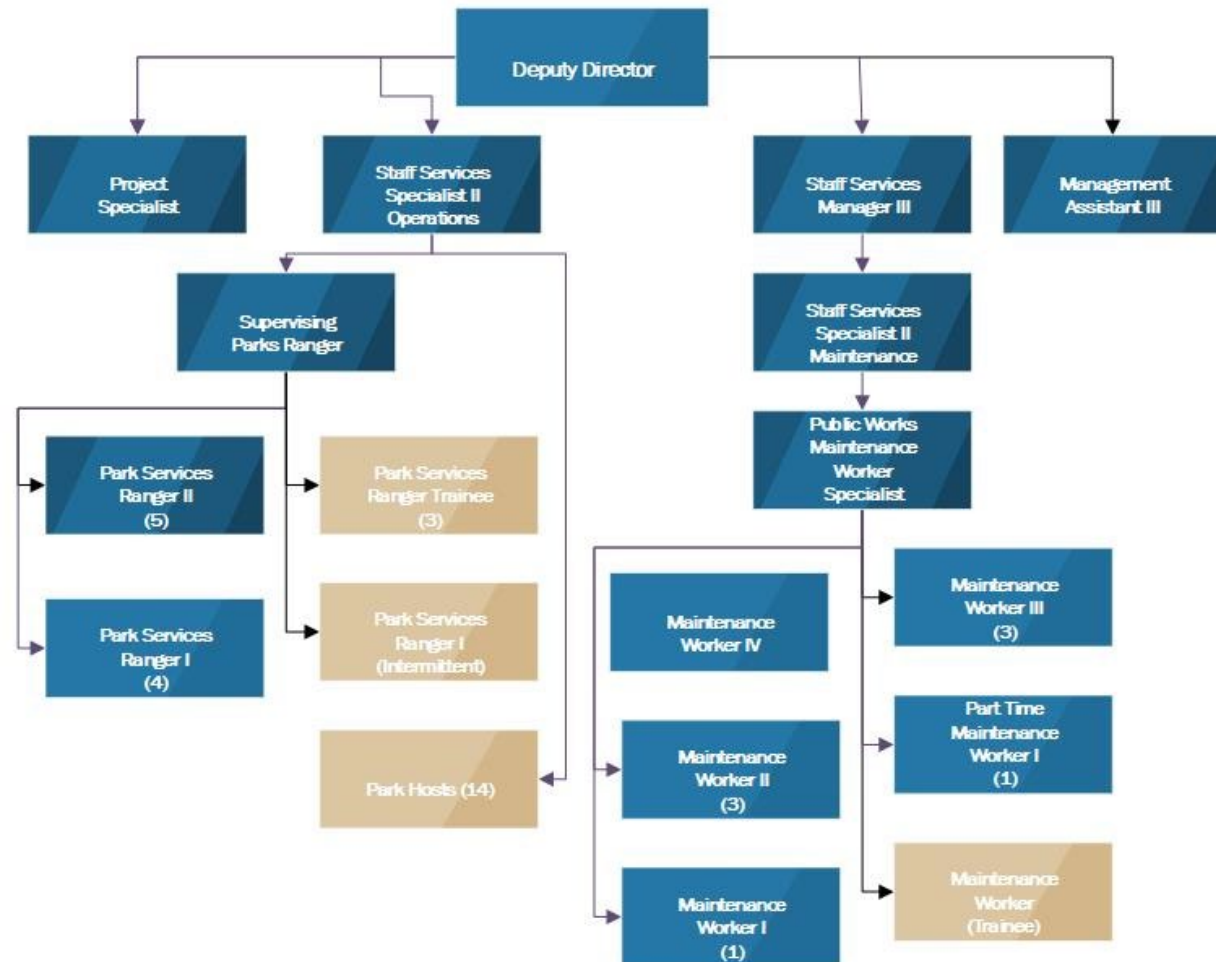 Deputy Director
Project
Specialist
Staff Services
Specialist II
Operations
Staff Services
Manager III
Management
Assistant III
Supervising
Parks Ranger
Staff Services
Specialist II
Maintenance
Public Works
Maintenance
Worker
Specialist
Park Services
Ranger II
(5)
Park Services
Ranger Trainee
(3)
Park Services
Ranger I
(4)
Park Services
Ranger I
(Intermittent)
Park Hosts (14)
Maintenance
Worker IV
Maintenance
Worker III
(3)
Maintenance
Worker II
(3)
Part Time
Maintenance
Worker I
(1)
Maintenance
Worker I
(1)
Maintenance
Worker
(Trainee)